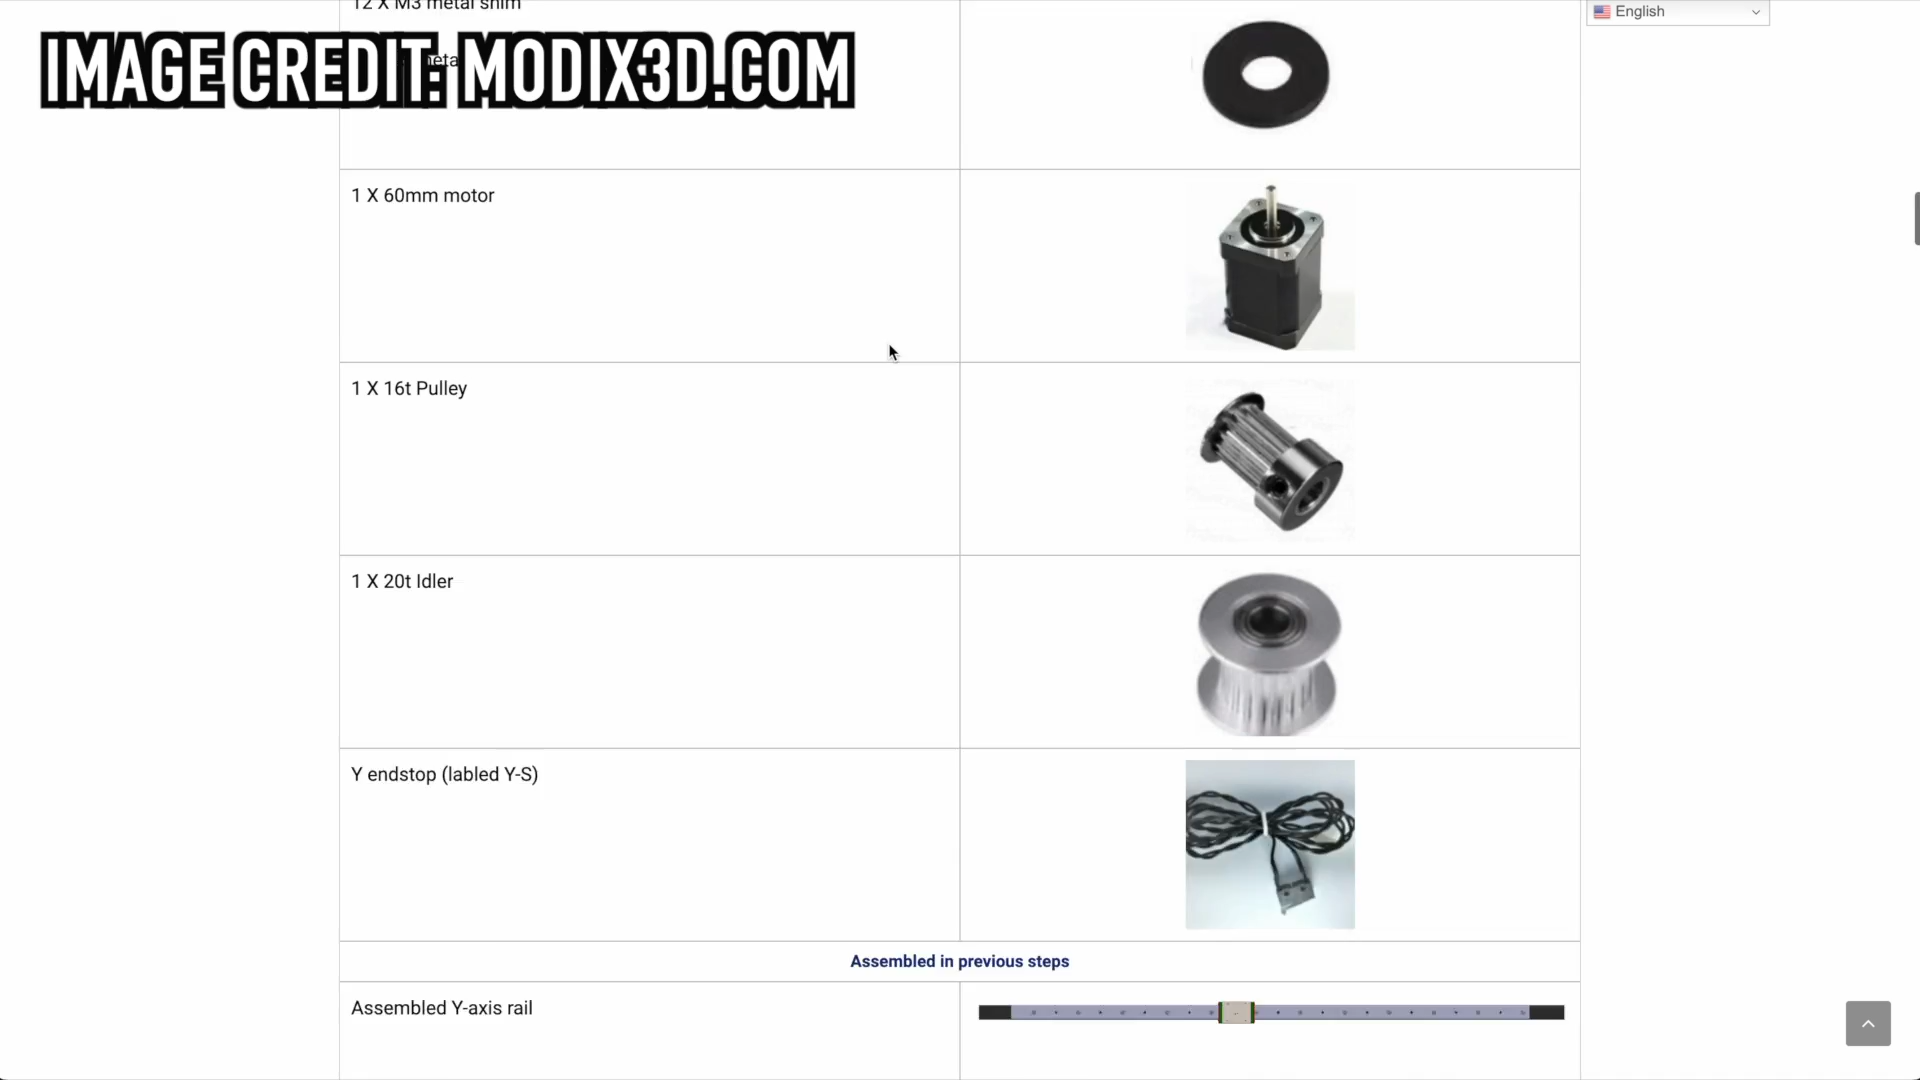 12 X M3 metal shim
English
IMAGE CREDIT: MODIX3D.COM
1 X 60mm motor
1 X 16t Pulley
1 X 20t Idler
Y endstop (labled Y-S)
Assembled in previous steps
Assembled Y-axis rail